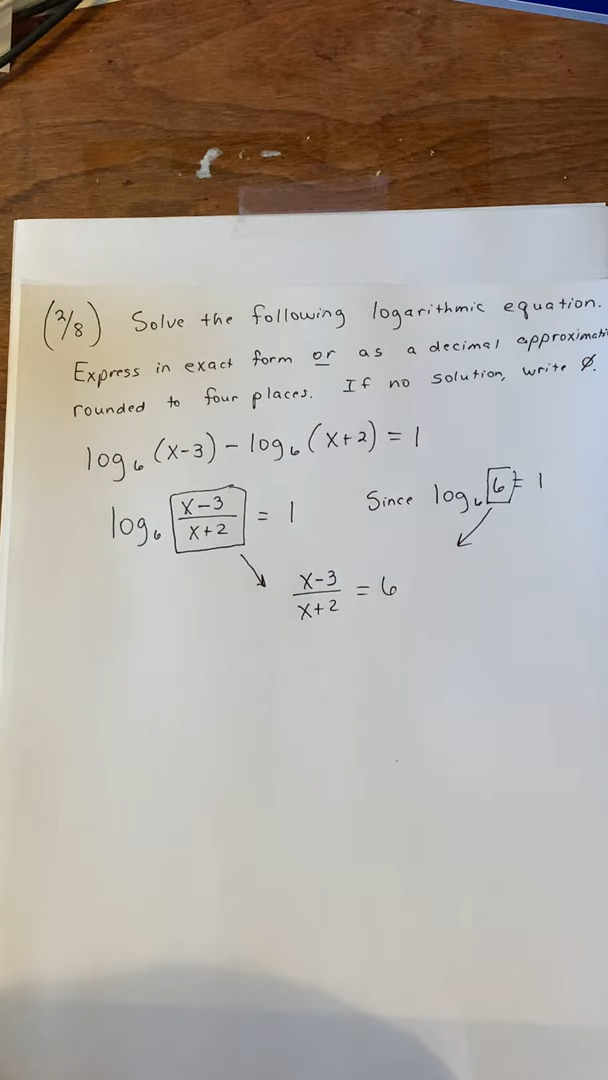 (2/8) Solve the following logarithmic equation.
Express in exact form or as a decimal approximati
rounded to four places. If no solution, write Ø.
log₆(x-3) - log₆(x+2) = 1
log₆ x-3/x+2 = 1 Since log₆ 6 = 1
x-3/x+2 = 6